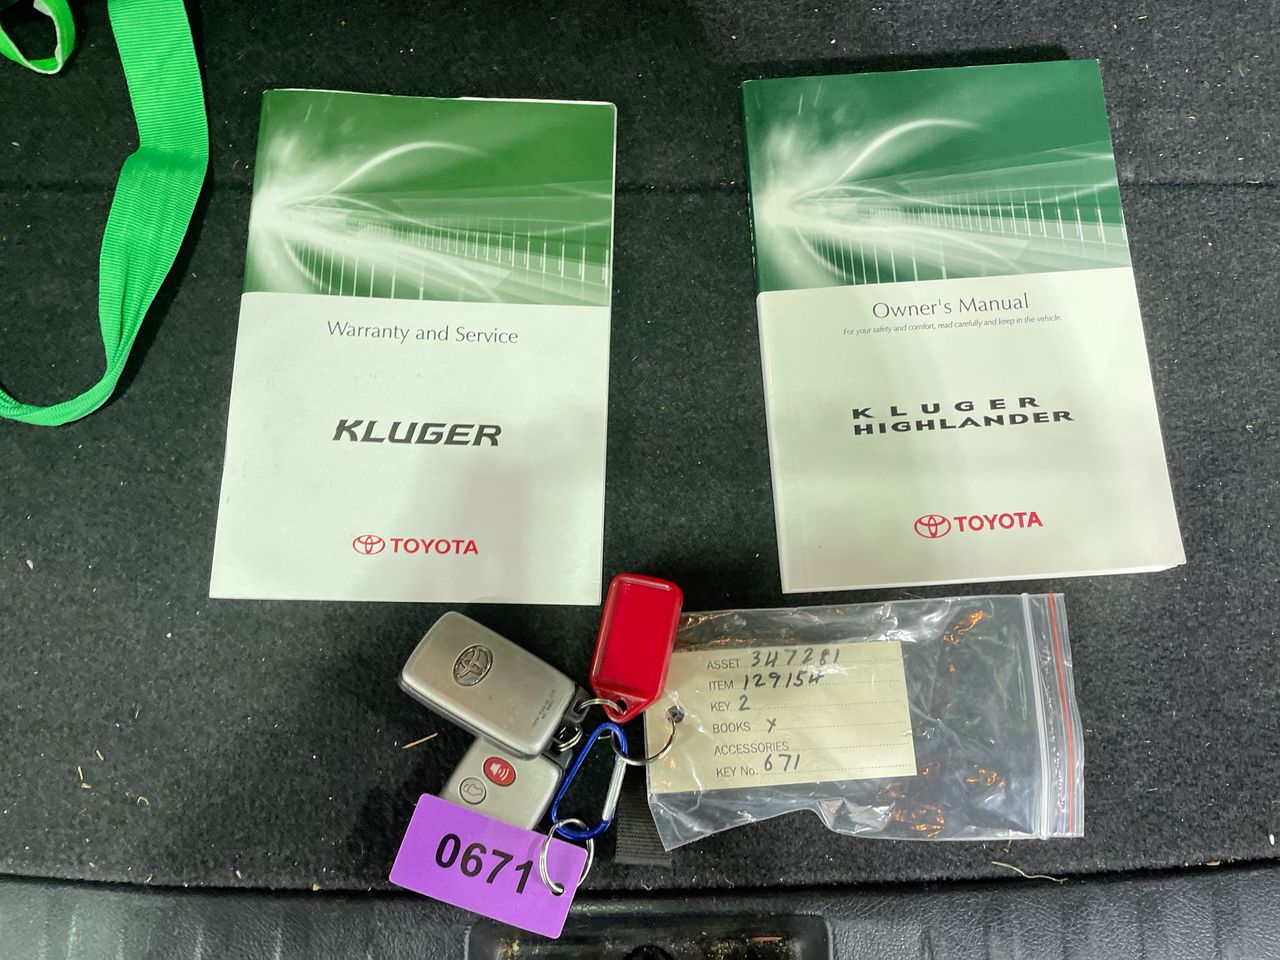 Warranty and Service
KLUGER
TOYOTA
Owner's Manual
For your safety and comfort, read carefully and keep in the vehicle.
KLUGER
HIGHLANDER
TOYOTA
ASSET 347281
ITEM 129154
KEY 2
BOOKS Y
ACCESSORIES
KEY No. 671
0671